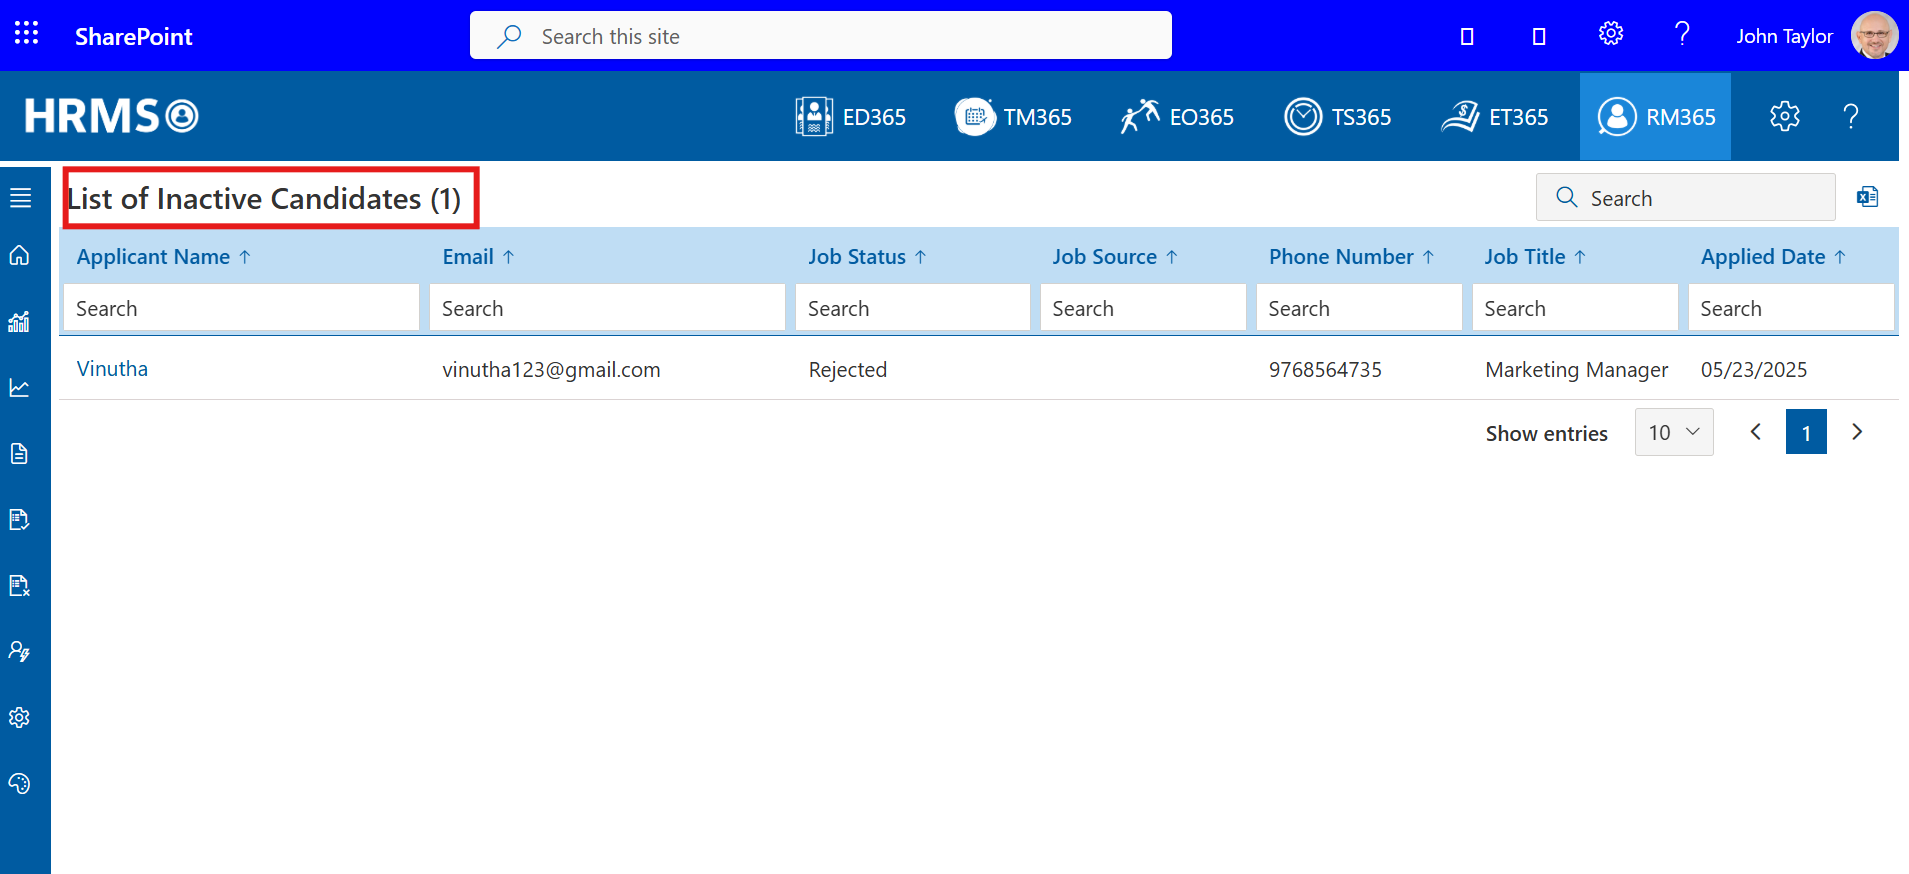 SharePoint
Search this site
John Taylor
HRMS
ED365
TM365
EO365
TS365
ET365
RM365
List of Inactive Candidates (1)
Search
Applicant Name ↑ Email ↑ Job Status ↑ Job Source ↑ Phone Number ↑ Job Title ↑ Applied Date ↑
Search Search Search Search Search Search Search
Vinutha vinutha123@gmail.com Rejected 9768564735 Marketing Manager 05/23/2025
Show entries 10 1